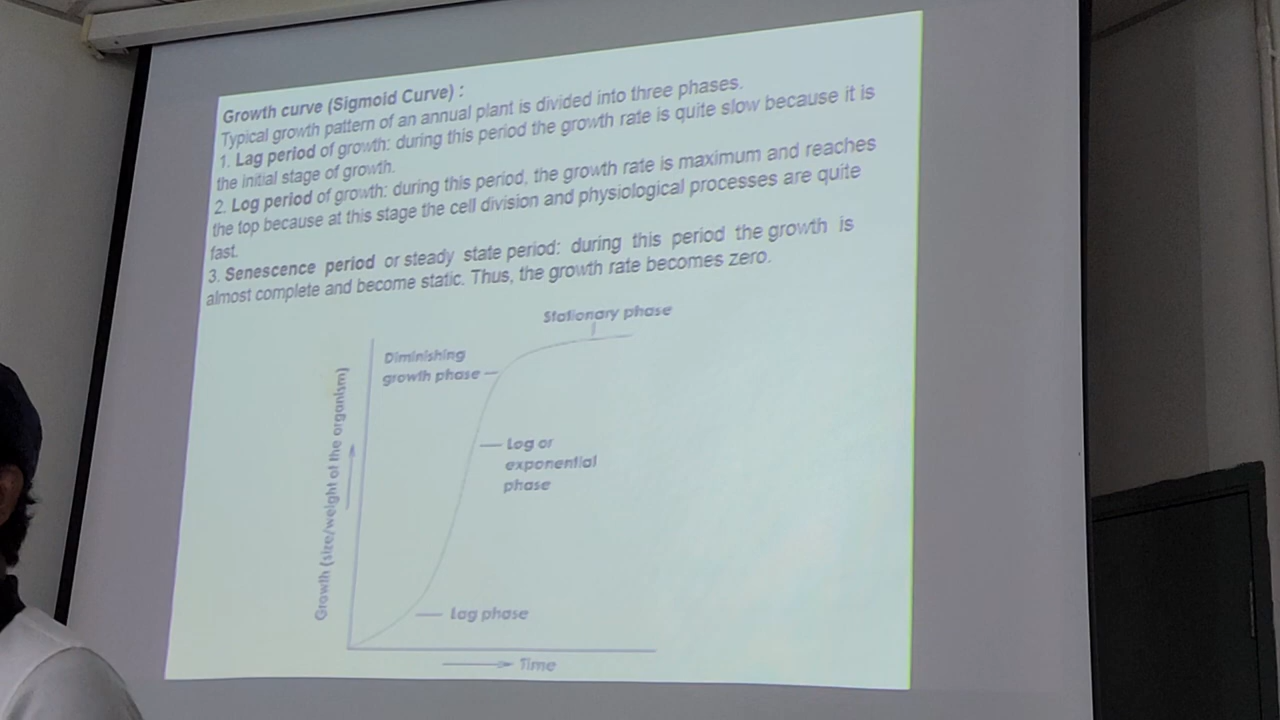 Growth curve (Sigmoid Curve) :
Typical growth pattern of an annual plant is divided into three phases.
1. Lag period of growth: during this period the growth rate is quite slow because it is
the initial stage of growth.
2. Log period of growth: during this period, the growth rate is maximum and reaches
the top because at this stage the cell division and physiological processes are quite
fast.
3. Senescence period or steady state period: during this period the growth is
almost complete and become static. Thus, the growth rate becomes zero.
Stationary phase
Diminishing
growth phase
Growth (size/weight of the organism)
Log or
exponential
phase
Lag phase
Time